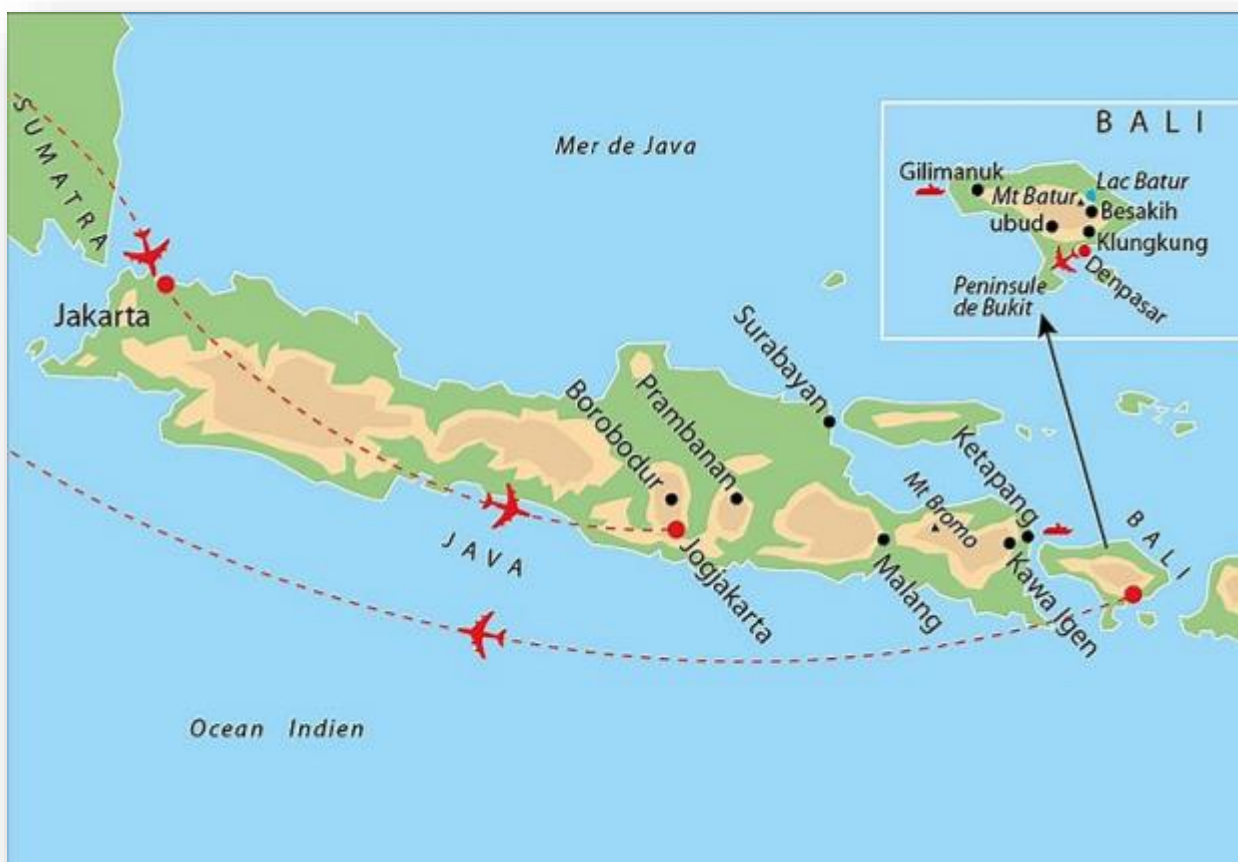 SUMATRA
Mer de Java
BALI
Gilimanuk
Mt Batur
Lac Batur
Besakih
ubud
Klungkung
Denpasar
Peninsule
de Bukit
Jakarta
Surabayan
Borobodur
Prambanan
Ketapang
Mt Bromo
BALI
JAVA
Jogjakarta
Malang
Kawa Igen
Ocean Indien